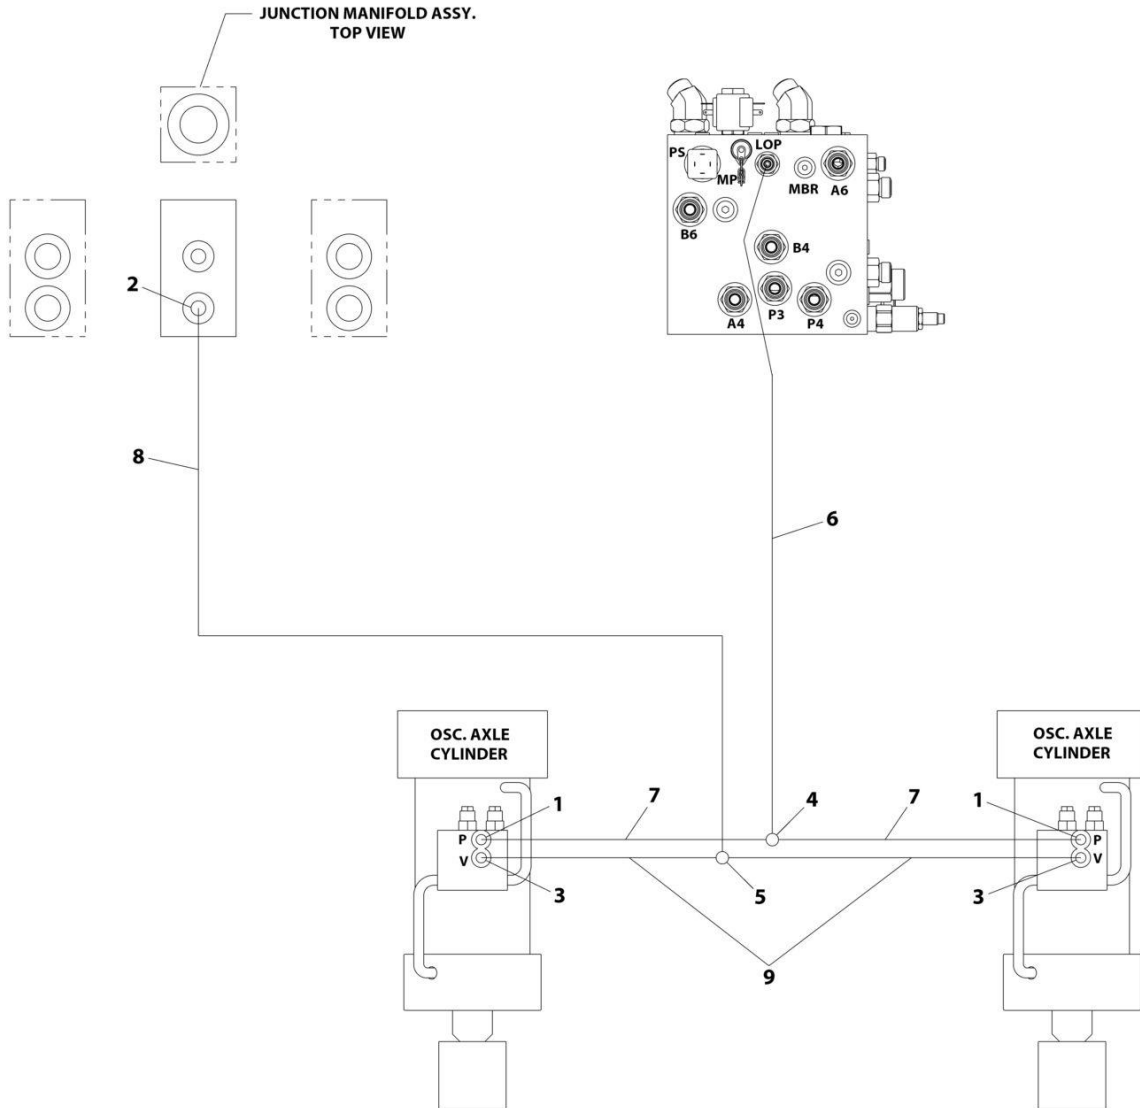 JUNCTION MANIFOLD ASSY.
TOP VIEW
PS
LOP
MP
MBR
A6
B6
B4
2
A4
P3
P4
8
6
OSC. AXLE
CYLINDER
OSC. AXLE
CYLINDER
1
7
4
7
1
P
P
V
V
3
5
3
9